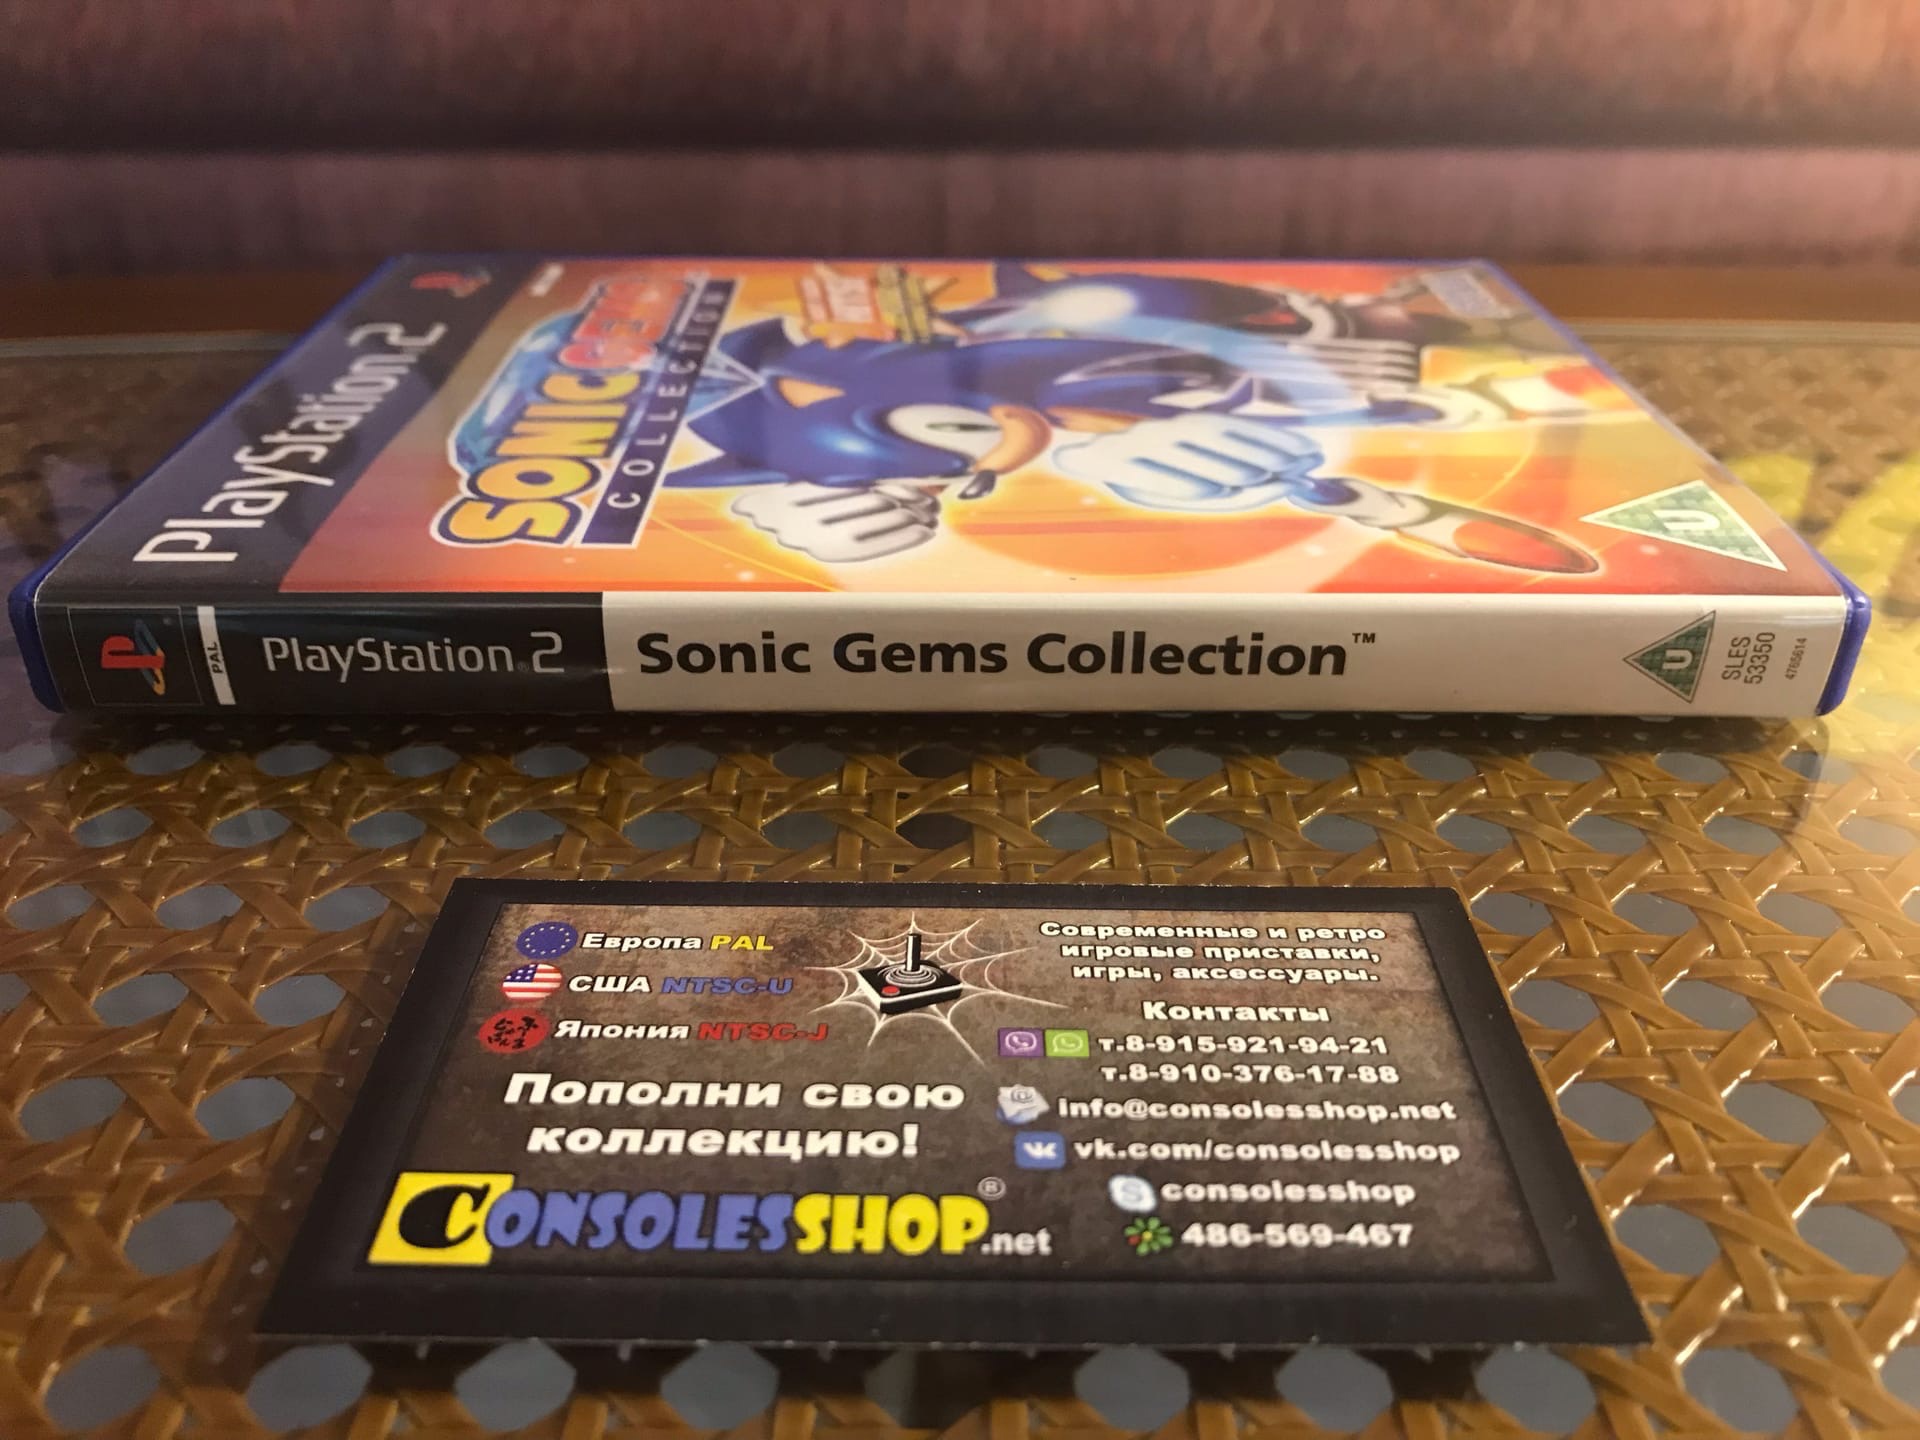 PlayStation 2
SONIC GEMS
COLLECTION
U
PAL
PlayStation 2
Sonic Gems Collection™
U
SLES
53350
4765614
Европа PAL
США NTSC-U
Япония NTSC-J
Пополни свою
коллекцию!
CONSOLESSHOP®.net
Современные и ретро
игровые приставки,
игры, аксессуары.
Контакты
т.8-915-921-94-21
т.8-910-376-17-88
info@consolesshop.net
vk.com/consolesshop
consolesshop
486-569-467